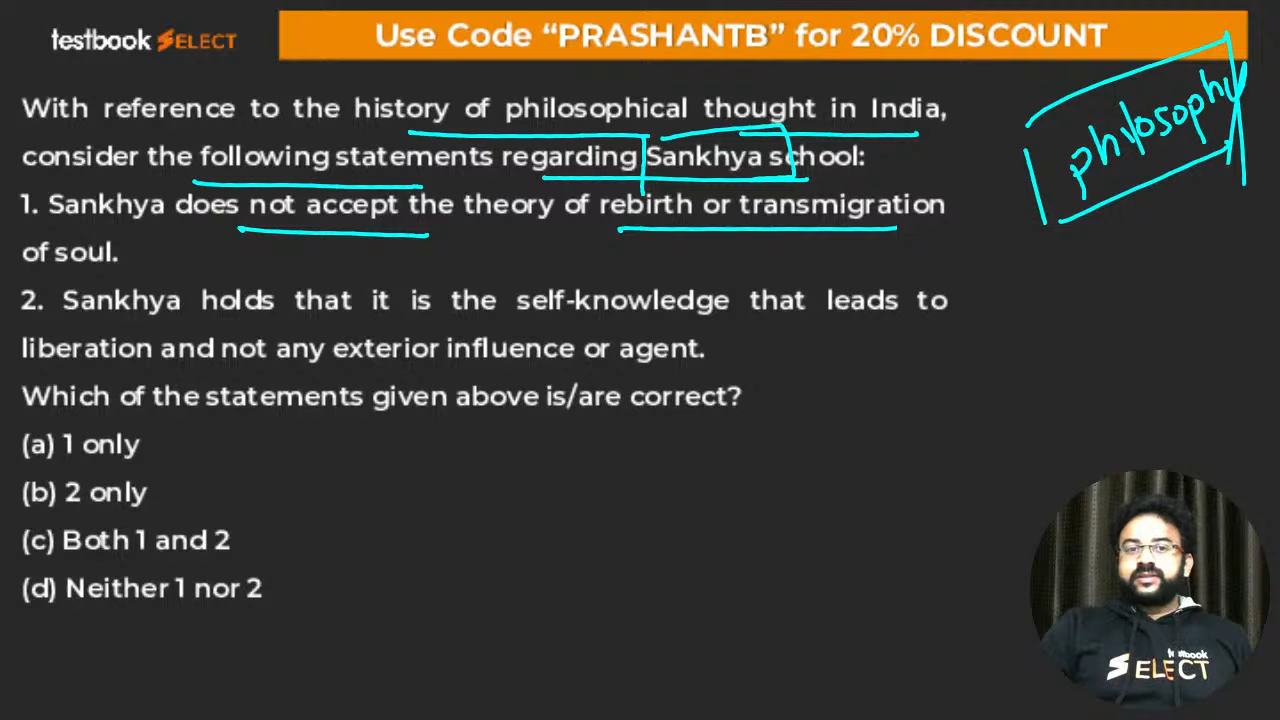 testbook SELECT
Use Code “PRASHANTB” for 20% DISCOUNT
With reference to the history of philosophical thought in India,
consider the following statements regarding Sankhya school:
1. Sankhya does not accept the theory of rebirth or transmigration
of soul.
2. Sankhya holds that it is the self-knowledge that leads to
liberation and not any exterior influence or agent.
Which of the statements given above is/are correct?
(a) 1 only
(b) 2 only
(c) Both 1 and 2
(d) Neither 1 nor 2
philosophy
testbook
SELECT